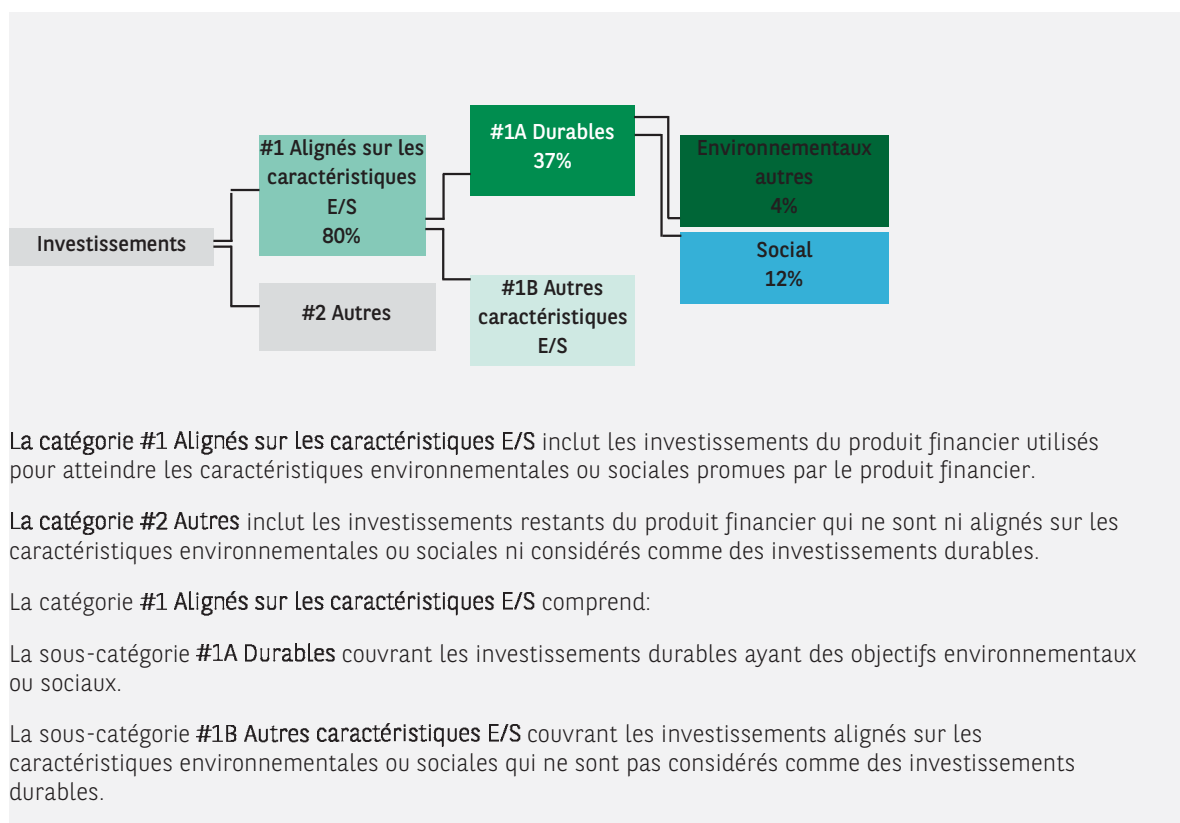 #1A Durables
37%
#1 Alignés sur les
caractéristiques
E/S
80%
Environnementaux
autres
4%
Investissements
Social
12%
#2 Autres
#1B Autres
caractéristiques
E/S
La catégorie #1 Alignés sur les caractéristiques E/S inclut les investissements du produit financier utilisés
pour atteindre les caractéristiques environnementales ou sociales promues par le produit financier.
La catégorie #2 Autres inclut les investissements restants du produit financier qui ne sont ni alignés sur les
caractéristiques environnementales ou sociales ni considérés comme des investissements durables.
La catégorie #1 Alignés sur les caractéristiques E/S comprend:
La sous-catégorie #1A Durables couvrant les investissements durables ayant des objectifs environnementaux
ou sociaux.
La sous-catégorie #1B Autres caractéristiques E/S couvrant les investissements alignés sur les
caractéristiques environnementales ou sociales qui ne sont pas considérés comme des investissements
durables.